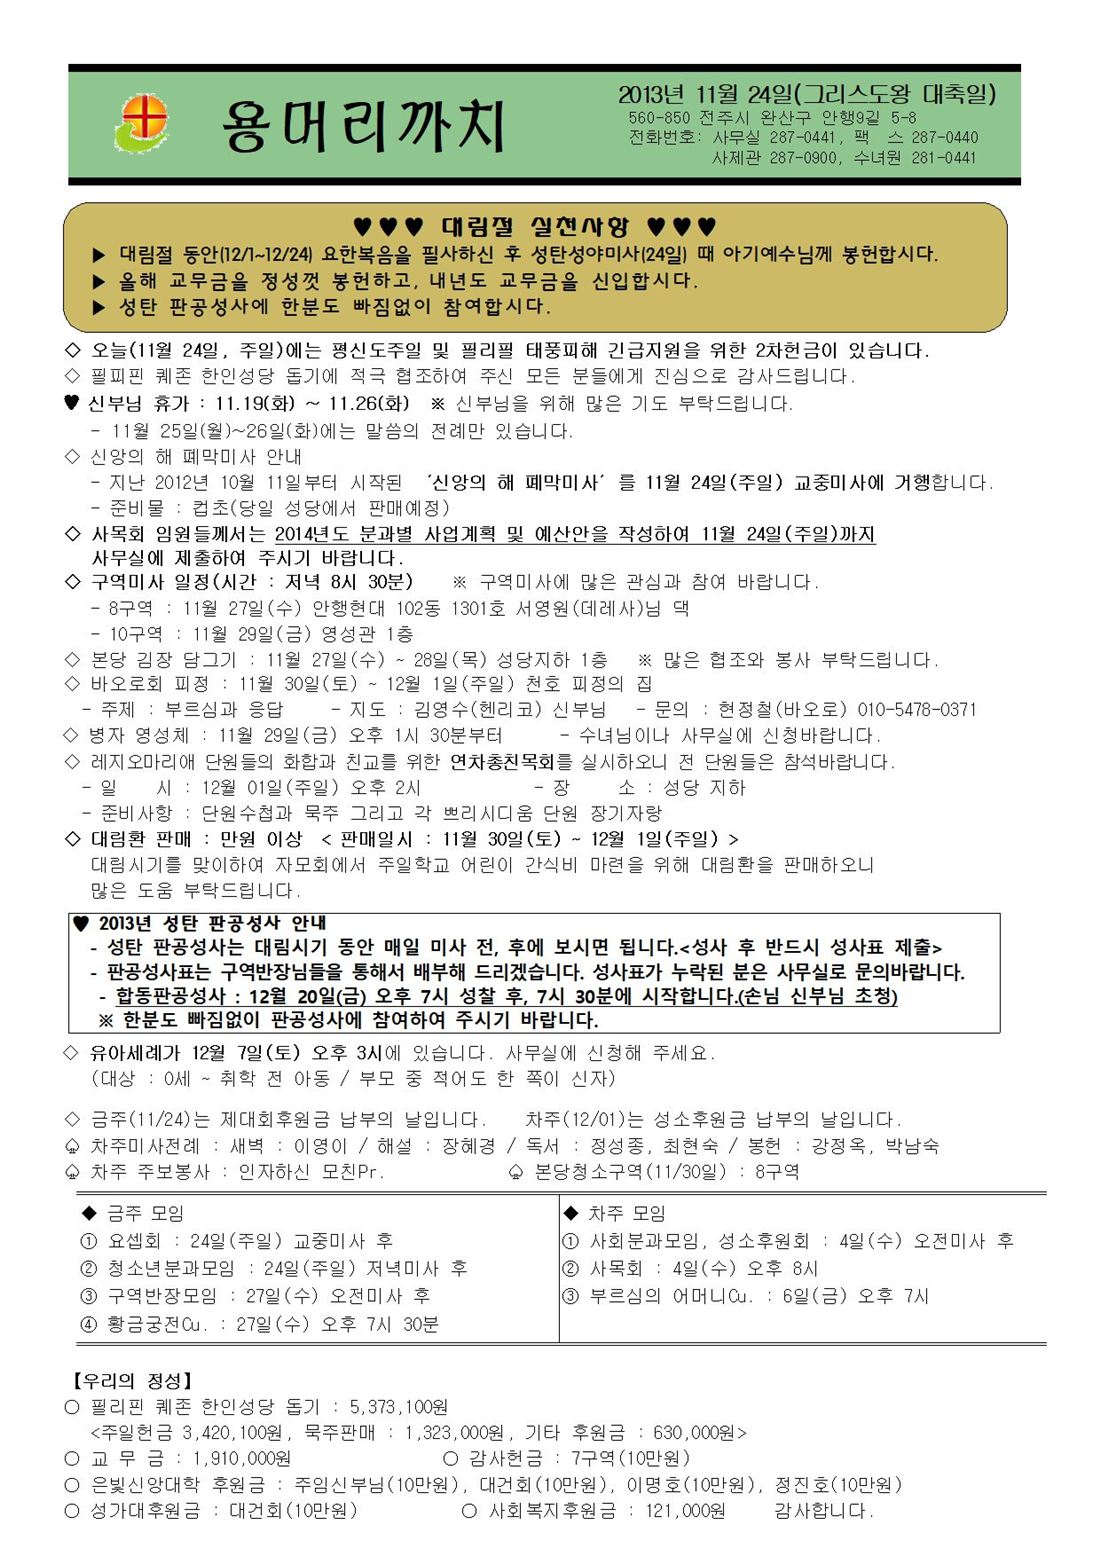 용머리까치
2013년 11월 24일(그리스도왕 대축일)
560-850 전주시 완산구 안행9길 5-8
전화번호: 사무실 287-0441, 팩 스 287-0440
사제관 287-0900, 수녀원 281-0441
♥♥♥ 대림절 실천사항 ♥♥♥
▶ 대림절 동안(12/1~12/24) 요한복음을 필사하신 후 성탄성야미사(24일) 때 아기예수님께 봉헌합시다.
▶ 올해 교무금을 정성껏 봉헌하고, 내년도 교무금을 신입합시다.
▶ 성탄 판공성사에 한분도 빠짐없이 참여합시다.
◇ 오늘(11월 24일, 주일)에는 평신도주일 및 필리필 태풍피해 긴급지원을 위한 2차헌금이 있습니다.
◇ 필피핀 퀘존 한인성당 돕기에 적극 협조하여 주신 모든 분들에게 진심으로 감사드립니다.
♥ 신부님 휴가 : 11.19(화) ~ 11.26(화) ※ 신부님을 위해 많은 기도 부탁드립니다.
- 11월 25일(월)~26일(화)에는 말씀의 전례만 있습니다.
◇ 신앙의 해 폐막미사 안내
- 지난 2012년 10월 11일부터 시작된 ´신앙의 해 폐막미사´를 11월 24일(주일) 교중미사에 거행합니다.
- 준비물 : 컵초(당일 성당에서 판매예정)
◇ 사목회 임원들께서는 2014년도 분과별 사업계획 및 예산안을 작성하여 11월 24일(주일)까지
사무실에 제출하여 주시기 바랍니다.
◇ 구역미사 일정(시간 : 저녁 8시 30분) ※ 구역미사에 많은 관심과 참여 바랍니다.
- 8구역 : 11월 27일(수) 안행현대 102동 1301호 서영원(데레사)님 댁
- 10구역 : 11월 29일(금) 영성관 1층
◇ 본당 김장 담그기 : 11월 27일(수) ~ 28일(목) 성당지하 1층 ※ 많은 협조와 봉사 부탁드립니다.
◇ 바오로회 피정 : 11월 30일(토) ~ 12월 1일(주일) 천호 피정의 집
- 주제 : 부르심과 응답 - 지도 : 김영수(헨리코) 신부님 - 문의 : 현정철(바오로) 010-5478-0371
◇ 병자 영성체 : 11월 29일(금) 오후 1시 30분부터 - 수녀님이나 사무실에 신청바랍니다.
◇ 레지오마리애 단원들의 화합과 친교를 위한 연차총친목회를 실시하오니 전 단원들은 참석바랍니다.
- 일 시 : 12월 01일(주일) 오후 2시 - 장 소 : 성당 지하
- 준비사항 : 단원수첩과 묵주 그리고 각 쁘리시디움 단원 장기자랑
◇ 대림환 판매 : 만원 이상 < 판매일시 : 11월 30일(토) ~ 12월 1일(주일) >
대림시기를 맞이하여 자모회에서 주일학교 어린이 간식비 마련을 위해 대림환을 판매하오니
많은 도움 부탁드립니다.
♥ 2013년 성탄 판공성사 안내
- 성탄 판공성사는 대림시기 동안 매일 미사 전, 후에 보시면 됩니다.<성사 후 반드시 성사표 제출>
- 판공성사표는 구역반장님들을 통해서 배부해 드리겠습니다. 성사표가 누락된 분은 사무실로 문의바랍니다.
- 합동판공성사 : 12월 20일(금) 오후 7시 성찰 후, 7시 30분에 시작합니다.(손님 신부님 초청)
※ 한분도 빠짐없이 판공성사에 참여하여 주시기 바랍니다.
◇ 유아세례가 12월 7일(토) 오후 3시에 있습니다. 사무실에 신청해 주세요.
(대상 : 0세 ~ 취학 전 아동 / 부모 중 적어도 한 쪽이 신자)
◇ 금주(11/24)는 제대회후원금 납부의 날입니다. 차주(12/01)는 성소후원금 납부의 날입니다.
♤ 차주미사전례 : 새벽 : 이영이 / 해설 : 장혜경 / 독서 : 정성종, 최현숙 / 봉헌 : 강정옥, 박남숙
♤ 차주 주보봉사 : 인자하신 모친Pr. ♤ 본당청소구역(11/30일) : 8구역
◆ 금주 모임
① 요셉회 : 24일(주일) 교중미사 후
② 청소년분과모임 : 24일(주일) 저녁미사 후
③ 구역반장모임 : 27일(수) 오전미사 후
④ 황금궁전Cu. : 27일(수) 오후 7시 30분
◆ 차주 모임
① 사회분과모임, 성소후원회 : 4일(수) 오전미사 후
② 사목회 : 4일(수) 오후 8시
③ 부르심의 어머니Cu. : 6일(금) 오후 7시
【우리의 정성】
○ 필리핀 퀘존 한인성당 돕기 : 5,373,100원
<주일헌금 3,420,100원, 묵주판매 : 1,323,000원, 기타 후원금 : 630,000원>
○ 교 무 금 : 1,910,000원 ○ 감사헌금 : 7구역(10만원)
○ 은빛신앙대학 후원금 : 주임신부님(10만원), 대건회(10만원), 이명호(10만원), 정진호(10만원)
○ 성가대후원금 : 대건회(10만원) ○ 사회복지후원금 : 121,000원 감사합니다.